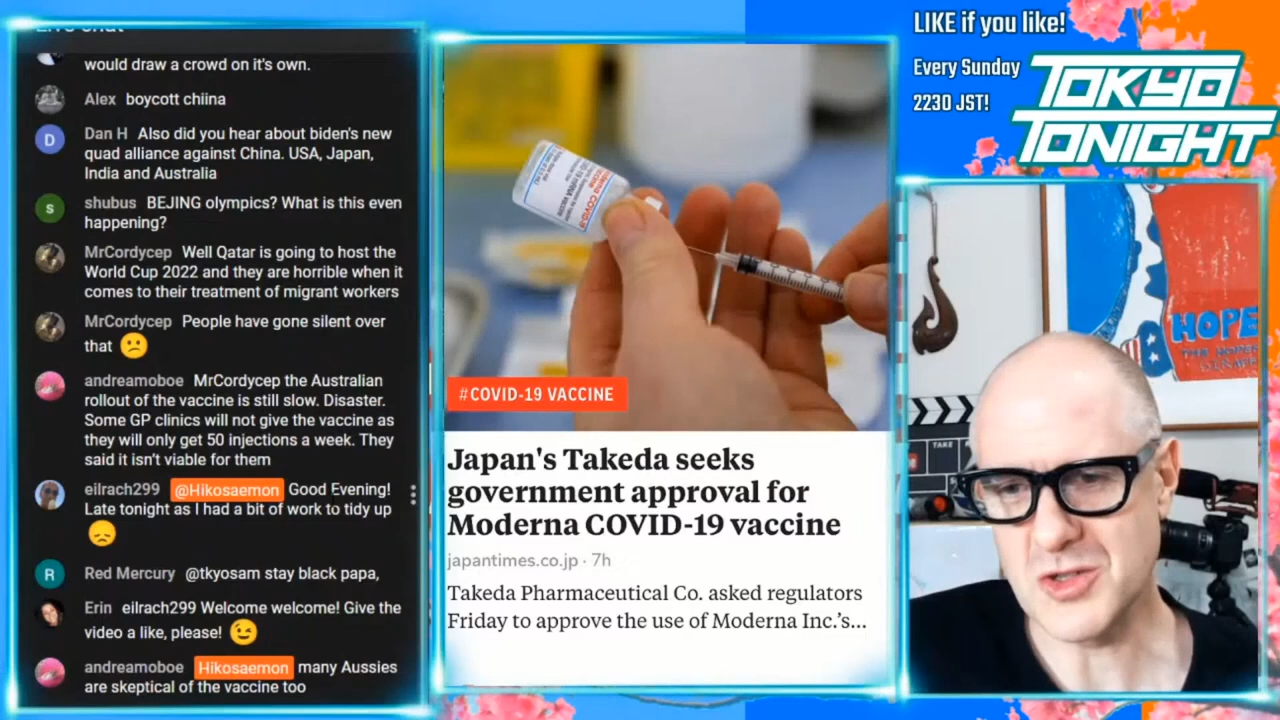 would draw a crowd on it's own.
Alex boycott chiina
D
Dan H Also did you hear about biden's new
quad alliance against China. USA, Japan,
India and Australia
s
shubus BEJING olympics? What is this even
happening?
MrCordycep Well Qatar is going to host the
World Cup 2022 and they are horrible when it
comes to their treatment of migrant workers
MrCordycep People have gone silent over
that
andreamoboe MrCordycep the Australian
rollout of the vaccine is still slow. Disaster.
Some GP clinics will not give the vaccine as
they will only get 50 injections a week. They
said it isn't viable for them
eilrach299 @Hikosaemon Good Evening!
Late tonight as I had a bit of work to tidy up
R
Red Mercury @tkyosam stay black papa,
Erin eilrach299 Welcome welcome! Give the
video a like, please!
andreamoboe Hikosaemon many Aussies
are skeptical of the vaccine too
#COVID-19 VACCINE
Japan's Takeda seeks
government approval for
Moderna COVID-19 vaccine
japantimes.co.jp · 7h
Takeda Pharmaceutical Co. asked regulators
Friday to approve the use of Moderna Inc.'s...
LIKE if you like!
Every Sunday
2230 JST!
TOKYO
TONIGHT
HOPE
TAKE